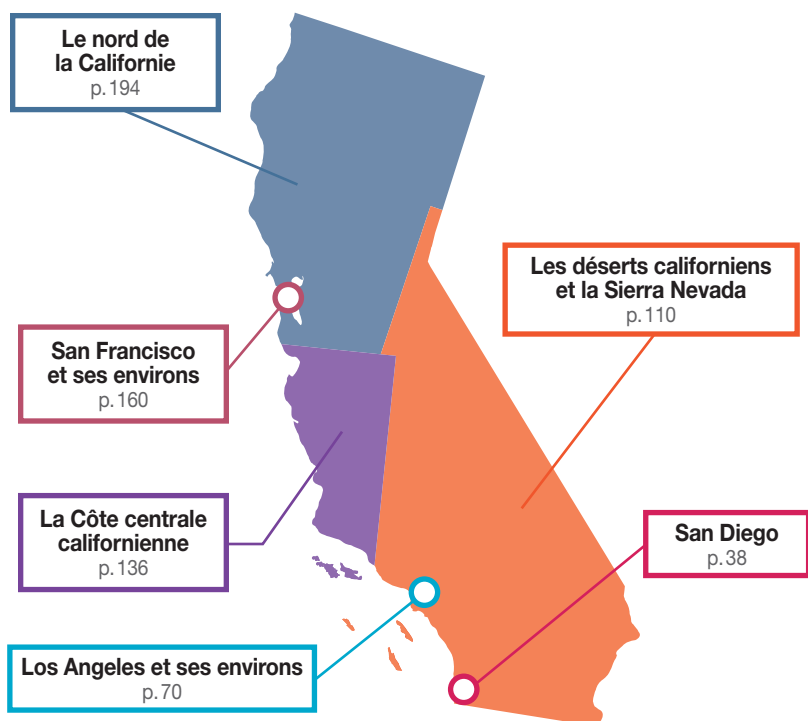 Le nord de
la Californie
p.194
Les déserts californiens
et la Sierra Nevada
p.110
San Francisco
et ses environs
p.160
La Côte centrale
californienne
p.136
San Diego
p.38
Los Angeles et ses environs
p.70